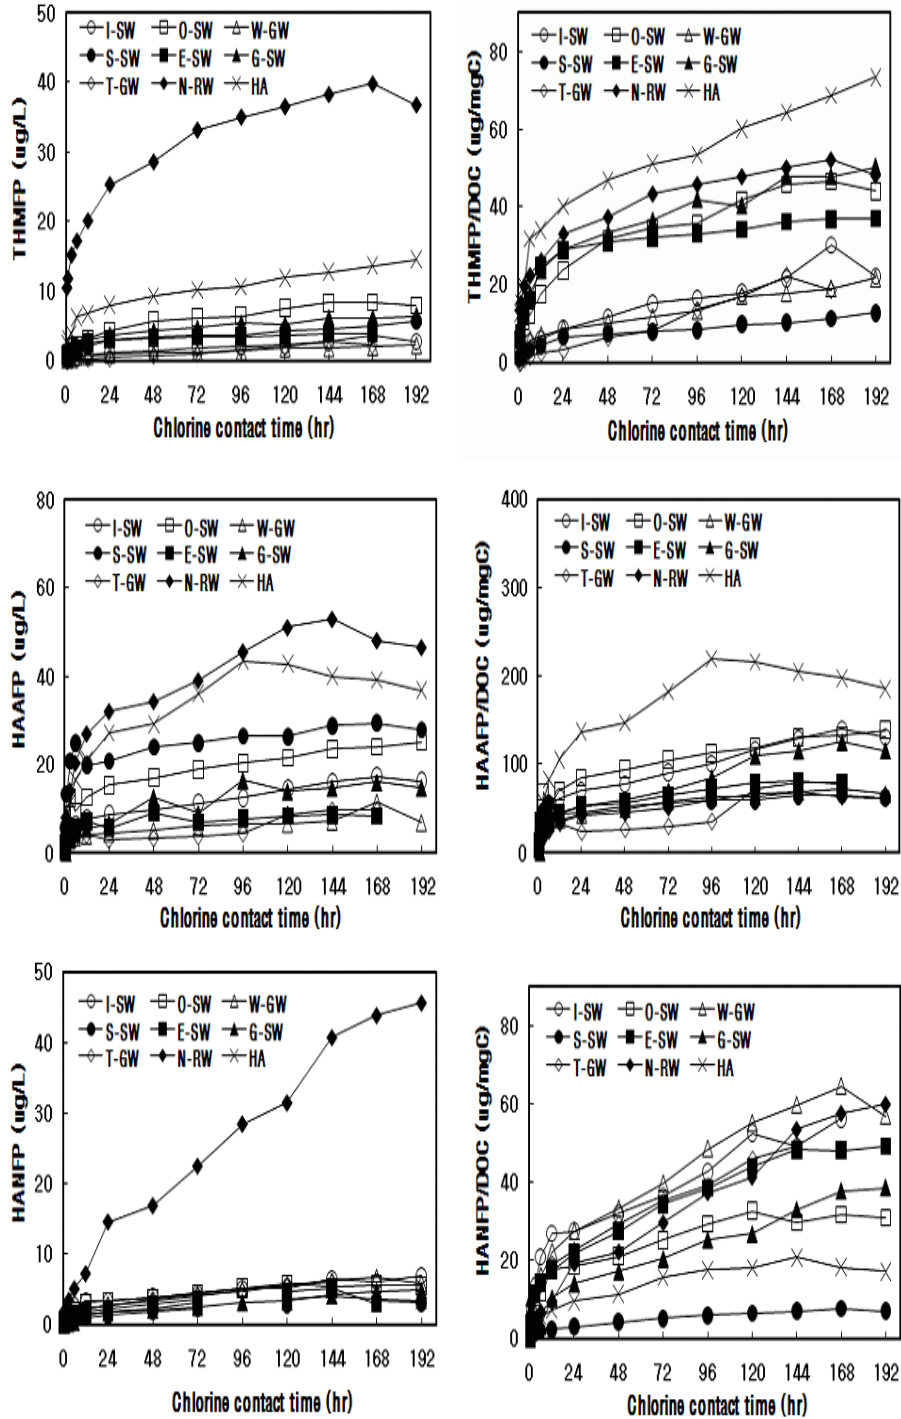 THMFP (ug/L)
50
40
30
20
10
0
I-SW O-SW W-GW
S-SW E-SW G-SW
T-GW N-RW HA
0 24 48 72 96 120 144 168 192
Chlorine contact time (hr)
THMFP/DOC (ug/mgC)
80
60
40
20
0
I-SW O-SW W-GW
S-SW E-SW G-SW
T-GW N-RW HA
0 24 48 72 96 120 144 168 192
Chlorine contact time (hr)
HAAFP (ug/L)
80
60
40
20
0
I-SW O-SW W-GW
S-SW E-SW G-SW
T-GW N-RW HA
0 24 48 72 96 120 144 168 192
Chlorine contact time (hr)
HAAFP/DOC (ug/mgC)
400
300
200
100
0
I-SW O-SW W-GW
S-SW E-SW G-SW
T-GW N-RW HA
0 24 48 72 96 120 144 168 192
Chlorine contact time (hr)
HANFP (ug/L)
50
40
30
20
10
0
I-SW O-SW W-GW
S-SW E-SW G-SW
T-GW N-RW HA
0 24 48 72 96 120 144 168 192
Chlorine contact time (hr)
HANFP/DOC (ug/mgC)
80
60
40
20
0
I-SW O-SW W-GW
S-SW E-SW G-SW
T-GW N-RW HA
0 24 48 72 96 120 144 168 192
Chlorine contact time (hr)